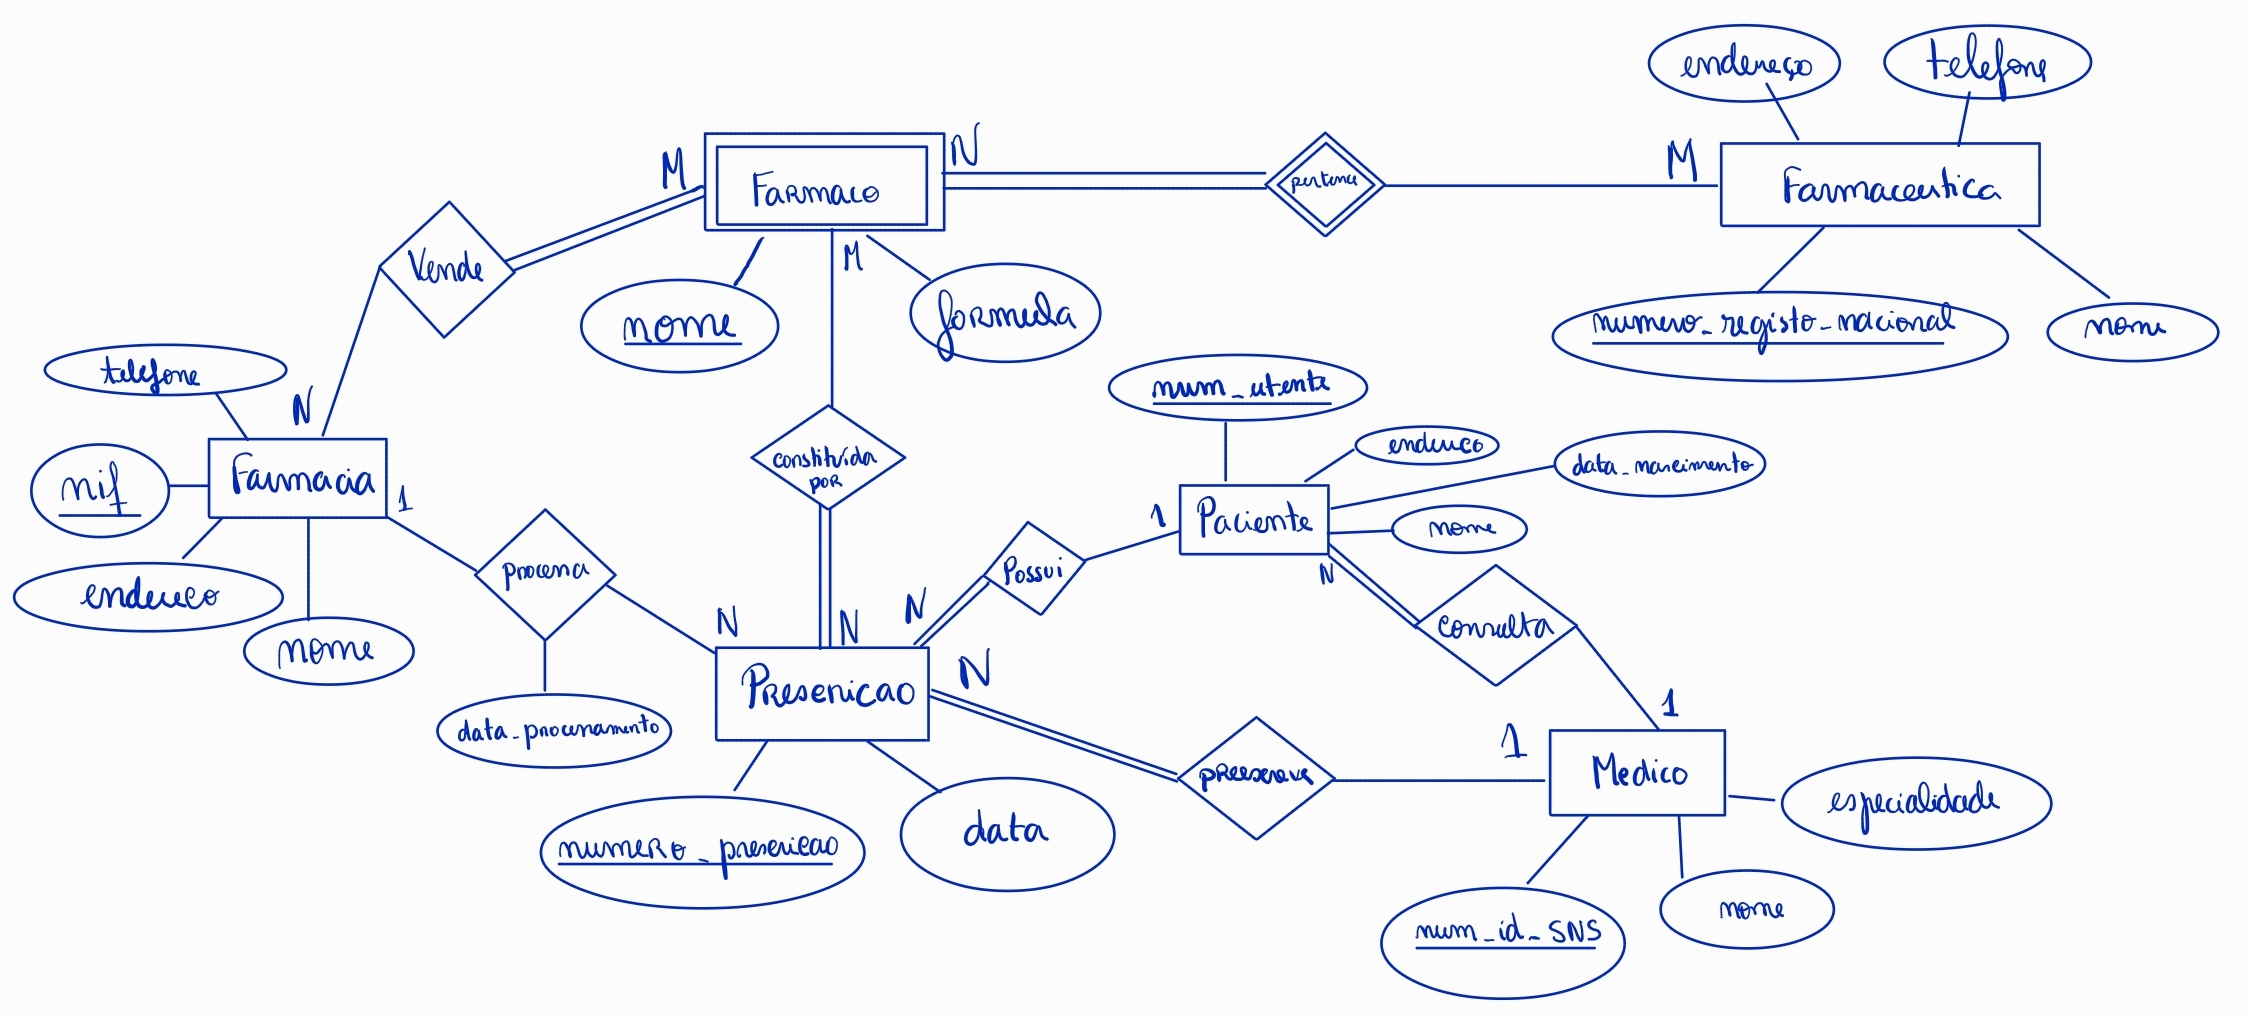 endereço
telefone
N
M
M
Farmaco
pertence
Farmaceutica
Vende
M
nome
formula
numero_registo_nacional
nome
telefone
N
num_utente
endereco
data_nascimento
nif
Farmacia
1
constituída
por
1
Paciente
nome
processa
Possui
N
endereco
N
N
N
consulta
nome
N
1
Prescricao
data_processamento
1
prescreve
Medico
especialidade
numero_prescricao
data
num_id_SNS
nome